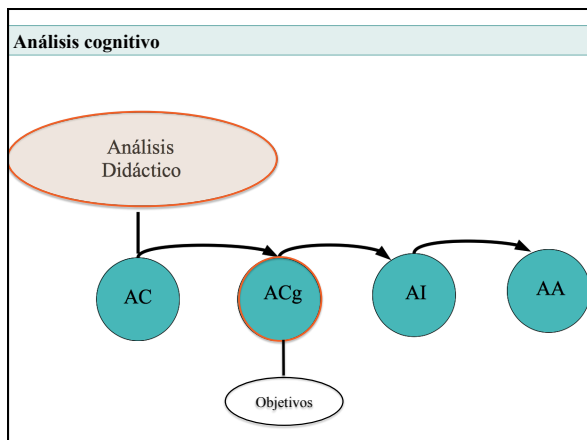 Análisis cognitivo
Análisis
Didáctico
AC
ACg
AI
AA
Objetivos